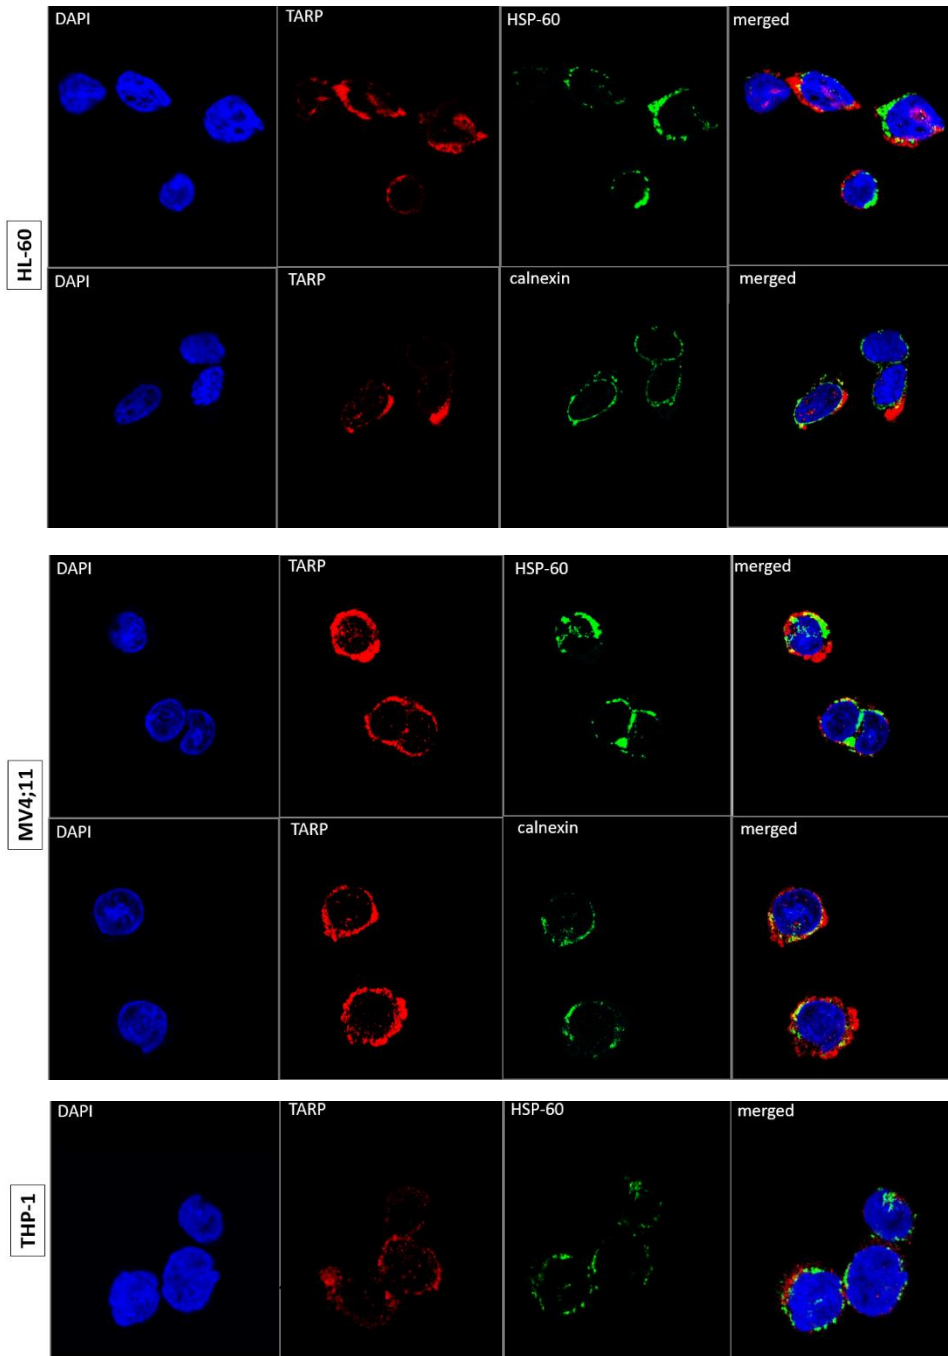 HL-60
DAPI TARP HSP-60 merged
DAPI TARP calnexin merged
MV4;11
DAPI TARP HSP-60 merged
DAPI TARP calnexin merged
THP-1
DAPI TARP HSP-60 merged